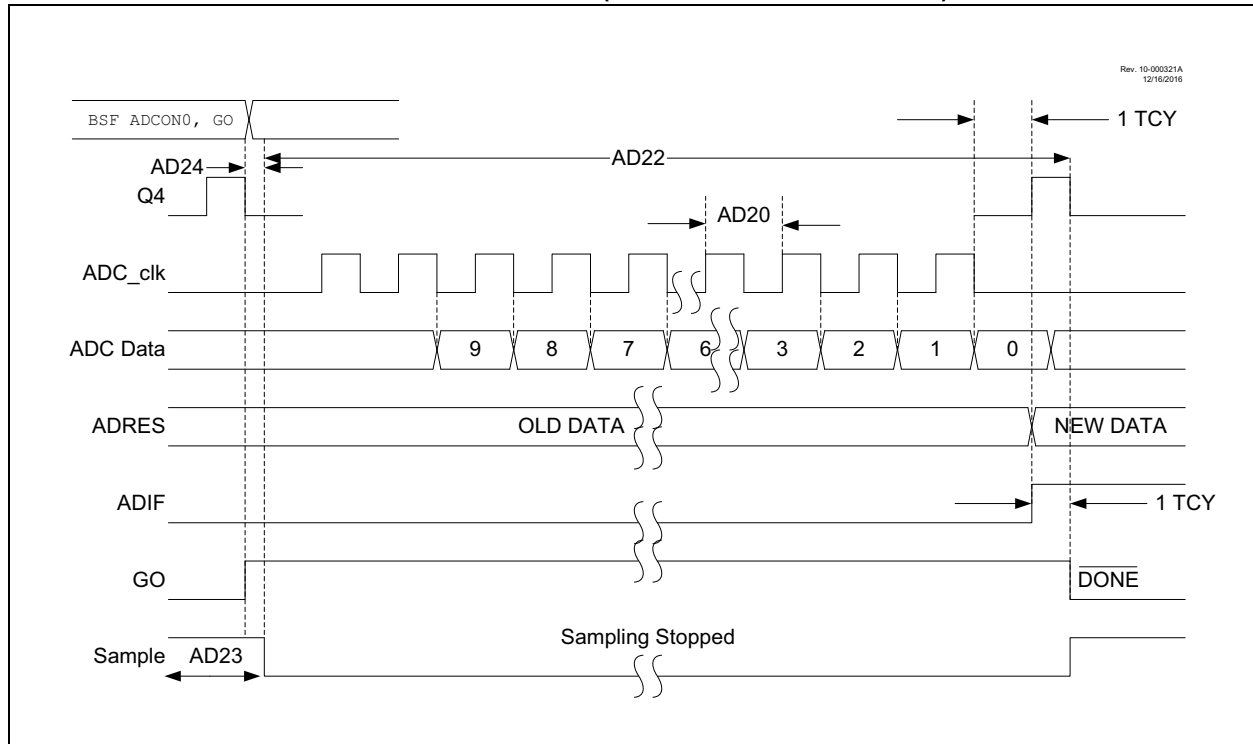 Rev. 10-000321A
12/16/2016
BSF ADCON0, GO
1 TCY
AD24
AD22
Q4
AD20
ADC_clk
ADC Data
9 8 7 6 3 2 1 0
ADRES
OLD DATA
NEW DATA
ADIF
1 TCY
GO
DONE
Sample
AD23
Sampling Stopped